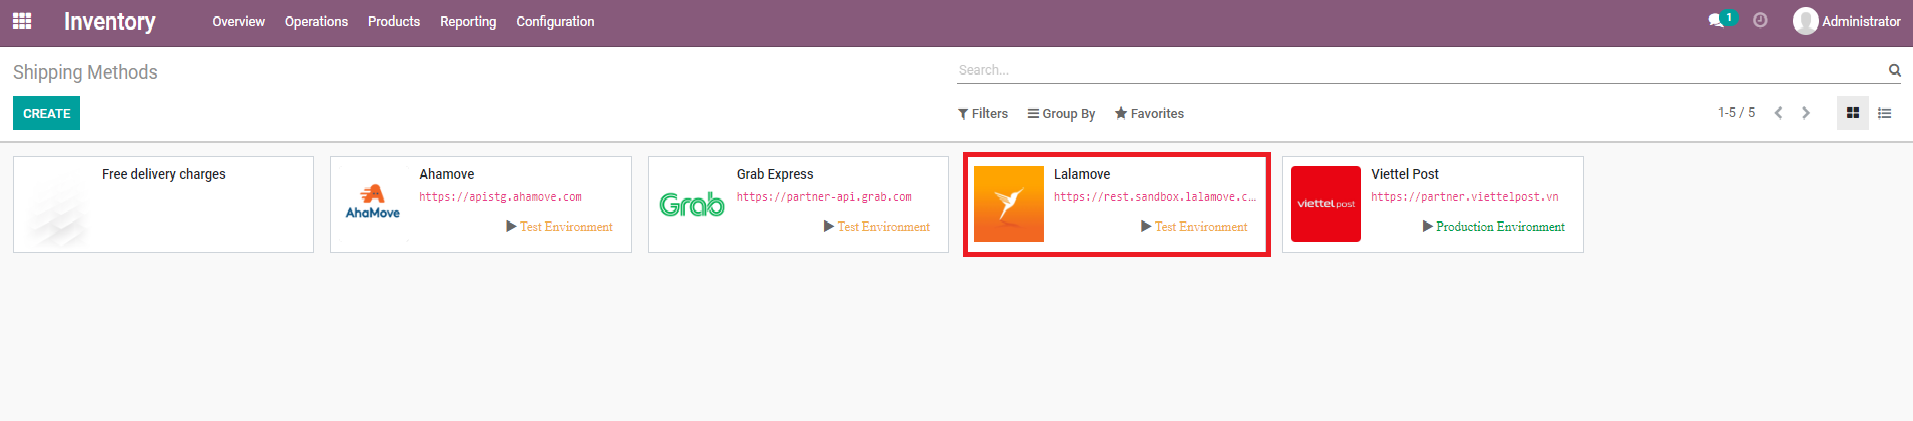 Inventory Overview Operations Products Reporting Configuration 1 Administrator
Shipping Methods Search...
CREATE Filters Group By Favorites 1-5 / 5
Free delivery charges
Ahamove
https://apistg.ahamove.com
AhaMove
Test Environment
Grab Express
https://partner-api.grab.com
Grab
Test Environment
Lalamove
https://rest.sandbox.lalamove.c...
Test Environment
Viettel Post
https://partner.viettelpost.vn
viettel post
Production Environment